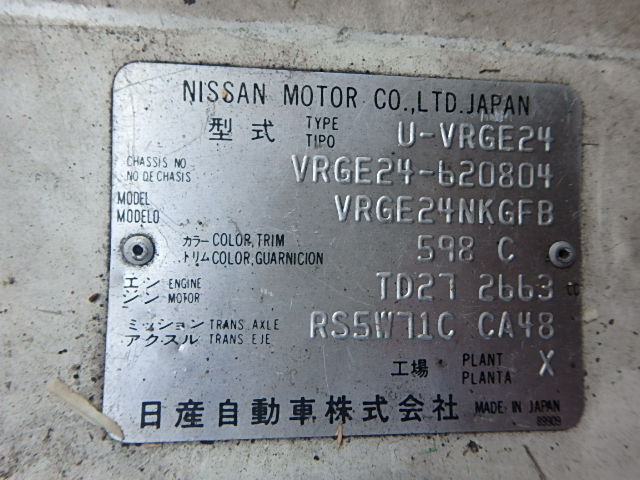 NISSAN MOTOR CO.,LTD.JAPAN
型式 TYPE TIPO U-VRGE24
CHASSIS NO NO DE CHASIS VRGE24-620804
MODEL MODELO VRGE24NKGFB
カラー COLOR,TRIM トリム COLOR,GUARNICION 598 C
エンジン ENGINE MOTOR TD27 2663 cc
ミッション TRANS. AXLE アクスル TRANS EJE RS5W71C CA48
工場 PLANT PLANTA X
日産自動車株式会社 MADE IN JAPAN
89909